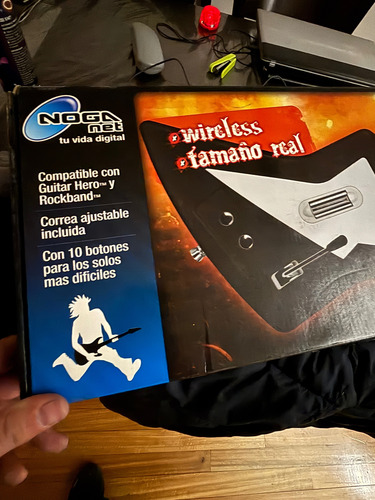 NOGA
net
tu vida digital
Compatible con
Guitar Hero™ y
Rockband™
Correa ajustable
incluida
Con 10 botones
para los solos
mas dificiles
wireless
tamaño real